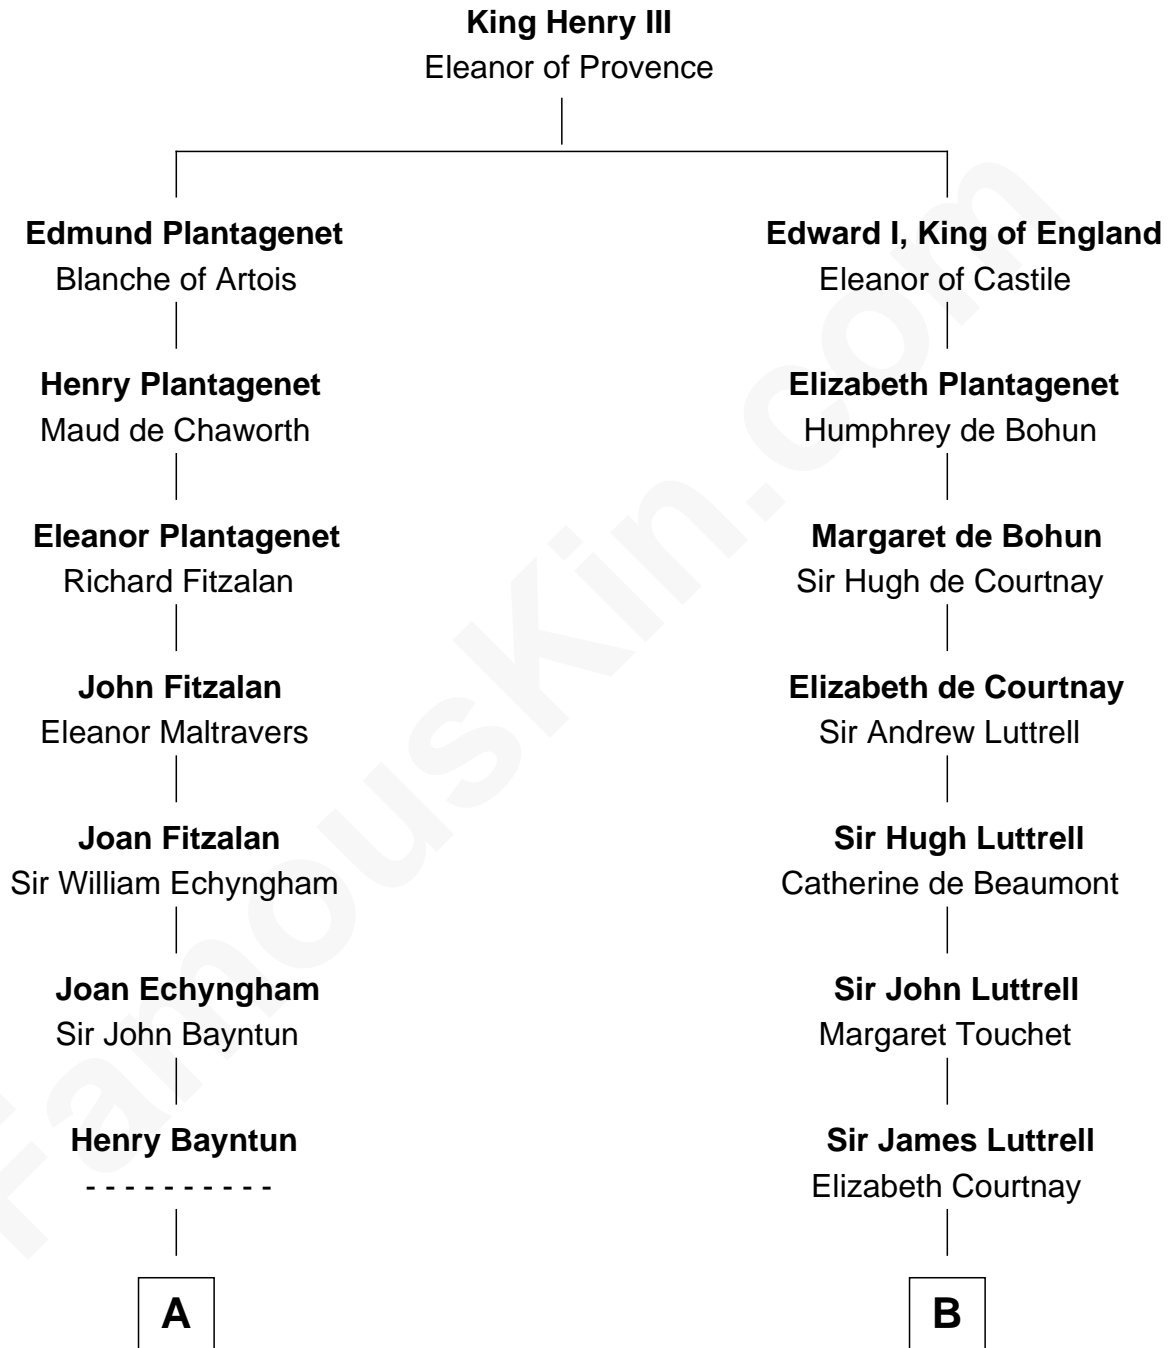 King Henry III
Eleanor of Provence
Edmund Plantagenet
Blanche of Artois
Edward I, King of England
Eleanor of Castile
Henry Plantagenet
Maud de Chaworth
Elizabeth Plantagenet
Humphrey de Bohun
Eleanor Plantagenet
Richard Fitzalan
Margaret de Bohun
Sir Hugh de Courtnay
John Fitzalan
Eleanor Maltravers
Elizabeth de Courtnay
Sir Andrew Luttrell
Joan Fitzalan
Sir William Echyngham
Sir Hugh Luttrell
Catherine de Beaumont
Joan Echyngham
Sir John Bayntun
Sir John Luttrell
Margaret Touchet
Henry Bayntun
- - - - - - - - - -
Sir James Luttrell
Elizabeth Courtnay
A
B
FamousKin.com